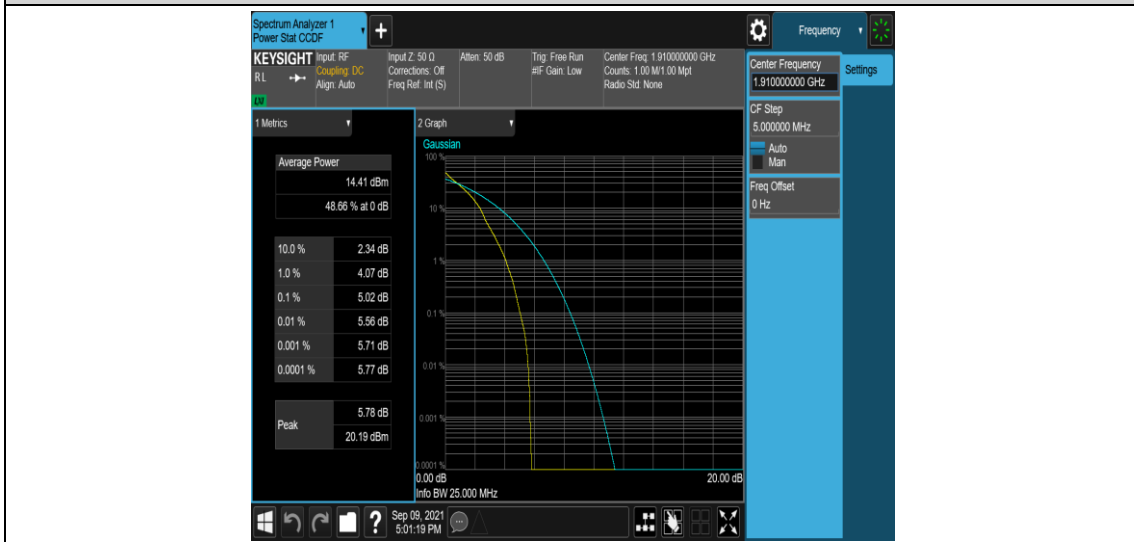 Spectrum Analyzer 1
Power Stat CCDF
+
Frequency
KEYSIGHT
RL
LXI
Input: RF
Coupling: DC
Align: Auto
Input Z: 50 Ω
Corrections: Off
Freq Ref: Int (S)
Atten: 50 dB
Trig: Free Run
#IF Gain: Low
Center Freq: 1.910000000 GHz
Counts: 1.00 M/1.00 Mpt
Radio Std: None
Center Frequency
1.910000000 GHz
Settings
CF Step
5.000000 MHz
Auto
Man
Freq Offset
0 Hz
1 Metrics
Average Power
14.41 dBm
48.66 % at 0 dB
10.0 % 2.34 dB
1.0 % 4.07 dB
0.1 % 5.02 dB
0.01 % 5.56 dB
0.001 % 5.71 dB
0.0001 % 5.77 dB
Peak
5.78 dB
20.19 dBm
2 Graph
Gaussian
100 %
10 %
1 %
0.1 %
0.01 %
0.001 %
0.0001 %
0.00 dB 20.00 dB
Info BW 25.000 MHz
?
Sep 09, 2021
5:01:19 PM